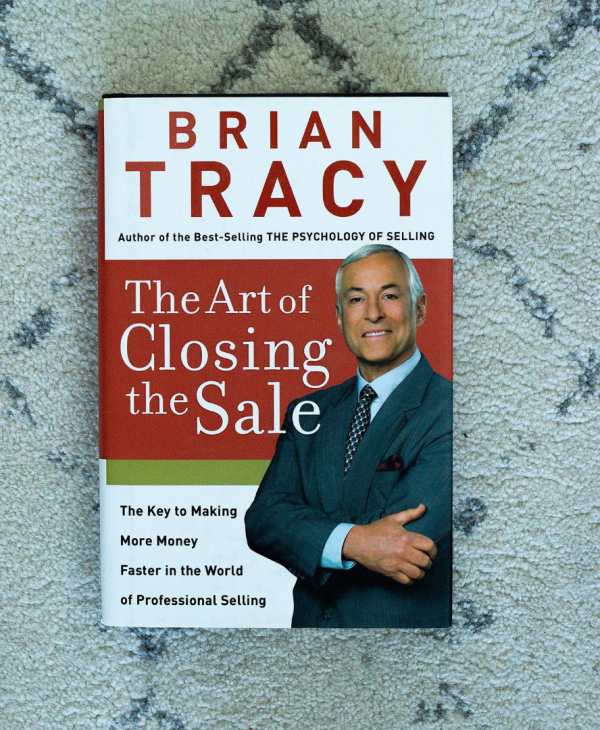 BRIAN
TRACY
Author of the Best-Selling THE PSYCHOLOGY OF SELLING
The Art of
Closing
the Sale
The Key to Making
More Money
Faster in the World
of Professional Selling